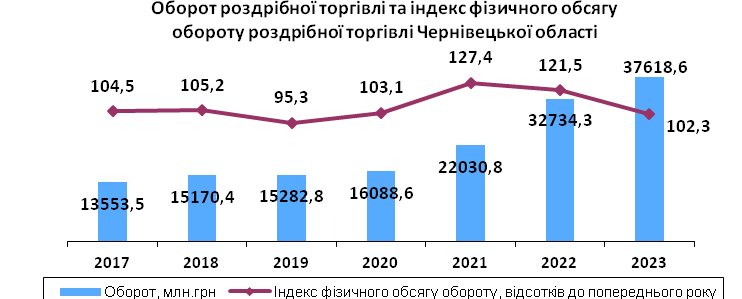 Оборот роздрібної торгівлі та індекс фізичного обсягу
обороту роздрібної торгівлі Чернівецької області
104,5 105,2 95,3 103,1 127,4 121,5 102,3
13553,5 15170,4 15282,8 16088,6 22030,8 32734,3 37618,6
2017 2018 2019 2020 2021 2022 2023
Оборот, млн.грн Індекс фізичного обсягу обороту, відсотків до попереднього року